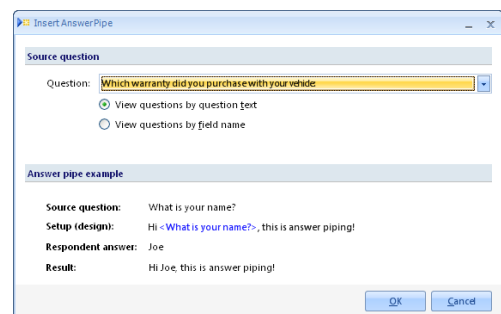 Insert Answer Pipe
Source question
Question: Which warranty did you purchase with your vehicle:
View questions by question text
View questions by field name
Answer pipe example
Source question: What is your name?
Setup (design): Hi <What is your name?>, this is answer piping!
Respondent answer: Joe
Result: Hi Joe, this is answer piping!
OK Cancel